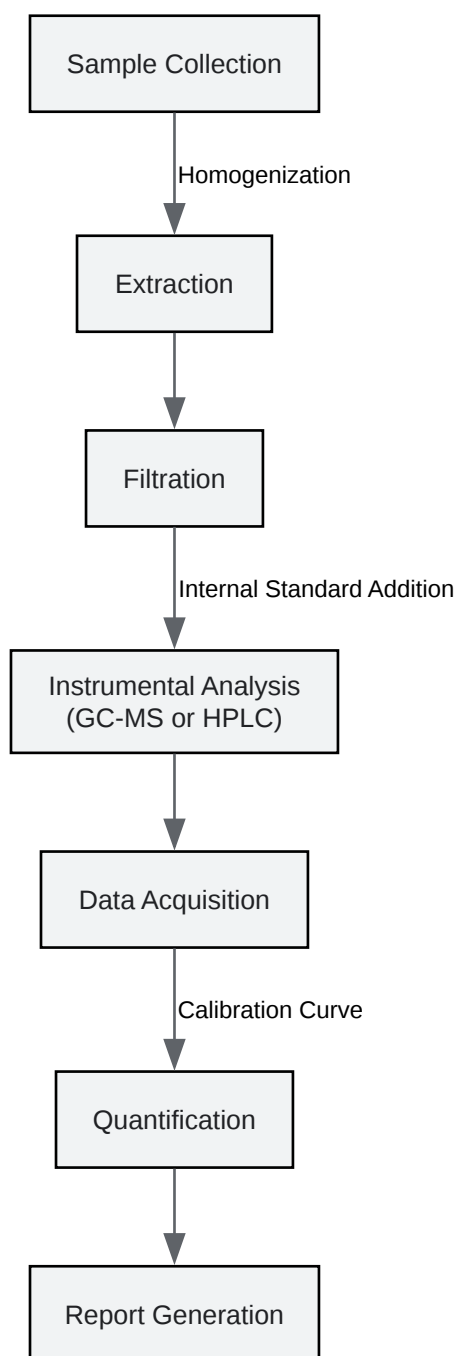 Sample Collection
Homogenization
Extraction
Filtration
Internal Standard Addition
Instrumental Analysis
(GC-MS or HPLC)
Data Acquisition
Calibration Curve
Quantification
Report Generation